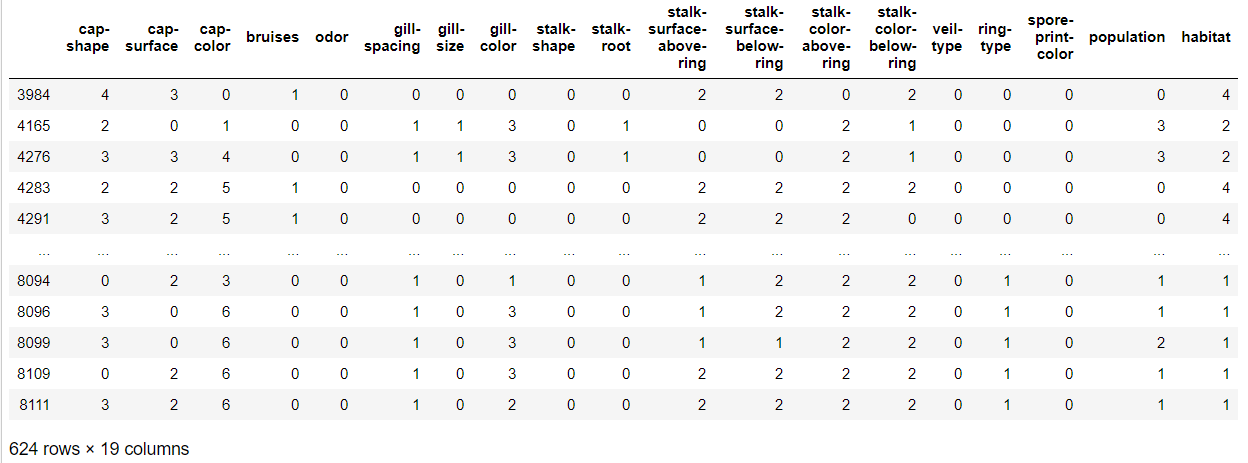 cap-shape cap-surface cap-color bruises odor gill-spacing gill-size gill-color stalk-shape stalk-root stalk-surface-above-ring stalk-surface-below-ring stalk-color-above-ring stalk-color-below-ring veil-type ring-type spore-print-color population habitat
3984 4 3 0 1 0 0 0 0 0 0 2 2 0 2 0 0 0 0 4
4165 2 0 1 0 0 1 1 3 0 1 0 0 2 1 0 0 0 3 2
4276 3 3 4 0 0 1 1 3 0 1 0 0 2 1 0 0 0 3 2
4283 2 2 5 1 0 0 0 0 0 0 2 2 2 2 0 0 0 0 4
4291 3 2 5 1 0 0 0 0 0 0 2 2 2 0 0 0 0 0 4
... ... ... ... ... ... ... ... ... ... ... ... ... ... ... ... ... ... ... ...
8094 0 2 3 0 0 1 0 1 0 0 1 2 2 2 0 1 0 1 1
8096 3 0 6 0 0 1 0 3 0 0 1 2 2 2 0 1 0 1 1
8099 3 0 6 0 0 1 0 3 0 0 1 1 2 2 0 1 0 2 1
8109 0 2 6 0 0 1 0 3 0 0 2 2 2 2 0 1 0 1 1
8111 3 2 6 0 0 1 0 2 0 0 2 2 2 2 0 1 0 1 1
624 rows × 19 columns